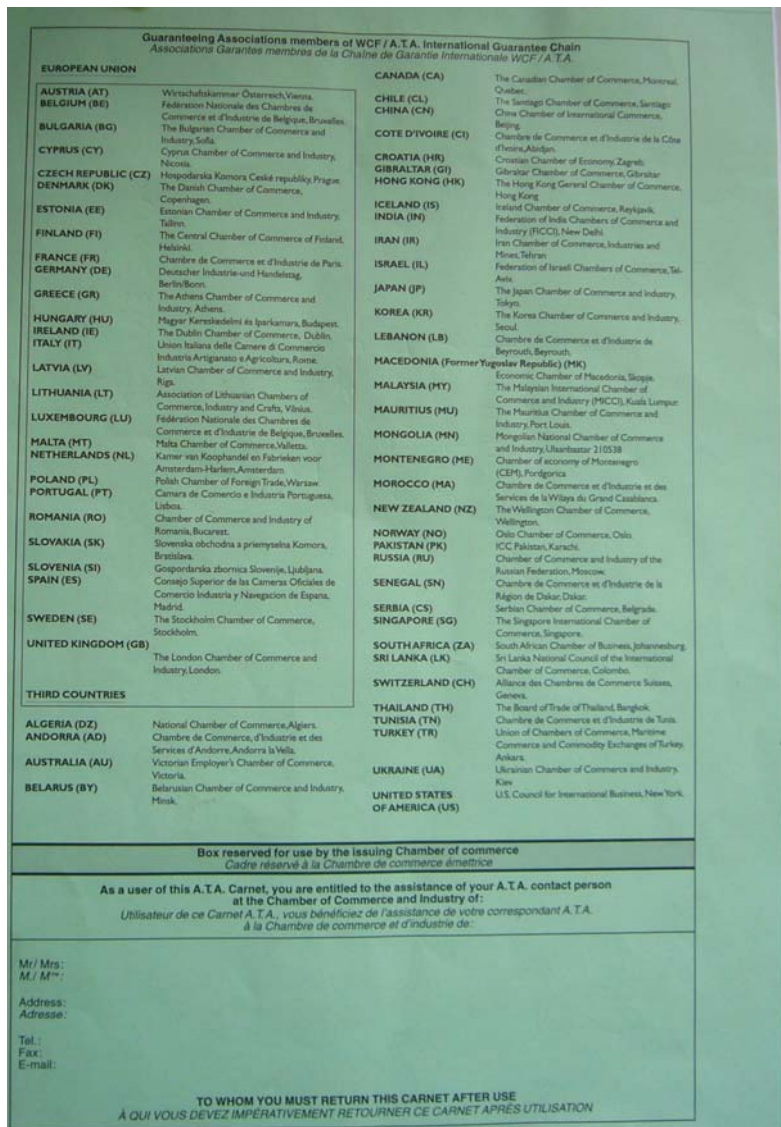 Guaranteeing Associations members of WCF / A.T.A. International Guarantee Chain
Associations Garantes membres de la Chaîne de Garantie Internationale WCF / A.T.A.
EUROPEAN UNION
AUSTRIA (AT) Wirtschaftskammer Österreich, Vienna.
BELGIUM (BE) Fédération Nationale des Chambres de
Commerce et d'Industrie de Belgique, Bruxelles.
BULGARIA (BG) The Bulgarian Chamber of Commerce and
Industry, Sofia.
CYPRUS (CY) Cyprus Chamber of Commerce and Industry,
Nicosia.
CZECH REPUBLIC (CZ) Hospodarska Komora Ceské republiky, Prague.
DENMARK (DK) The Danish Chamber of Commerce,
Copenhagen.
ESTONIA (EE) Estonian Chamber of Commerce and Industry,
Tallinn.
FINLAND (FI) The Central Chamber of Commerce of Finland,
Helsinki.
FRANCE (FR) Chambre de Commerce et d'Industrie de Paris.
GERMANY (DE) Deutscher Industrie-und Handelstag,
Berlin/Bonn.
GREECE (GR) The Athens Chamber of Commerce and
Industry, Athens.
HUNGARY (HU) Magyar Kereskedelmi és Iparkamara, Budapest.
IRELAND (IE) The Dublin Chamber of Commerce, Dublin.
ITALY (IT) Union Italiana delle Camere di Commercio
Industria Artiganato e Agricoltura, Rome.
LATVIA (LV) Latvian Chamber of Commerce and Industry,
Riga.
LITHUANIA (LT) Association of Lithuanian Chambers of
Commerce, Industry and Crafts, Vilnius.
LUXEMBOURG (LU) Fédération Nationale des Chambres de
Commerce et d'Industrie de Belgique, Bruxelles.
MALTA (MT) Malta Chamber of Commerce, Valletta.
NETHERLANDS (NL) Kamer van Koophandel en Fabrieken voor
Amsterdam-Harlem, Amsterdam.
POLAND (PL) Polish Chamber of Foreign Trade, Warsaw.
PORTUGAL (PT) Camara de Comercio e Industria Portuguesa,
Lisboa.
ROMANIA (RO) Chamber of Commerce and Industry of
Romania, Bucarest.
SLOVAKIA (SK) Slovenska obchodna a priemyselna Komora,
Bratislava.
SLOVENIA (SI) Gospordarska zbornica Slovenije, Ljubljana.
SPAIN (ES) Consejo Superior de las Cameras Oficiales de
Comercio Industria y Navegacion de Espana,
Madrid.
SWEDEN (SE) The Stockholm Chamber of Commerce,
Stockholm.
UNITED KINGDOM (GB)
The London Chamber of Commerce and
Industry, London.
THIRD COUNTRIES
ALGERIA (DZ) National Chamber of Commerce, Algiers.
ANDORRA (AD) Chambre de Commerce, d'Industrie et des
Services d'Andorre, Andorra la Vella.
AUSTRALIA (AU) Victorian Employer's Chamber of Commerce,
Victoria.
BELARUS (BY) Belarusian Chamber of Commerce and Industry,
Minsk.
CANADA (CA) The Canadian Chamber of Commerce, Montreal,
Quebec.
CHILE (CL) The Santiago Chamber of Commerce, Santiago
CHINA (CN) China Chamber of International Commerce,
Beijing.
COTE D'IVOIRE (CI) Chambre de Commerce et d'Industrie de la Côte
d'Ivoire, Abidjan.
CROATIA (HR) Croatian Chamber of Economy, Zagreb.
GIBRALTAR (GI) Gibraltar Chamber of Commerce, Gibraltar
HONG KONG (HK) The Hong Kong General Chamber of Commerce,
Hong Kong
ICELAND (IS) Iceland Chamber of Commerce, Reykjavik.
INDIA (IN) Federation of India Chambers of Commerce and
Industry (FICCI), New Delhi.
IRAN (IR) Iran Chamber of Commerce, Industries and
Mines, Tehran
ISRAEL (IL) Federation of Israeli Chambers of Commerce, Tel-
Aviv.
JAPAN (JP) The Japan Chamber of Commerce and Industry,
Tokyo.
KOREA (KR) The Korea Chamber of Commerce and Industry,
Seoul.
LEBANON (LB) Chambre de Commerce et d'Industrie de
Beyrouth, Beyrouth.
MACEDONIA (Former Yugoslav Republic) (MK)
Economic Chamber of Macedonia, Skopje.
MALAYSIA (MY) The Malaysian International Chamber of
Commerce and Industry (MICCI), Kuala Lumpur.
MAURITIUS (MU) The Mauritius Chamber of Commerce and
Industry, Port Louis.
MONGOLIA (MN) Mongolian National Chamber of Commerce
and Industry, Ulaanbaatar 210538
MONTENEGRO (ME) Chamber of economy of Montenegro
(CEM), Pordgorica
MOROCCO (MA) Chambre de Commerce et d'Industrie et des
Services de la Wilaya du Grand Casablanca.
NEW ZEALAND (NZ) The Wellington Chamber of Commerce,
Wellington.
NORWAY (NO) Oslo Chamber of Commerce, Oslo
PAKISTAN (PK) ICC Pakistan, Karachi.
RUSSIA (RU) Chamber of Commerce and Industry of the
Russian Federation, Moscow.
SENEGAL (SN) Chambre de Commerce et d'Industrie de la
Région de Dakar, Dakar.
SERBIA (CS) Serbian Chamber of Commerce, Belgrade.
SINGAPORE (SG) The Singapore International Chamber of
Commerce, Singapore.
SOUTH AFRICA (ZA) South African Chamber of Business, Johannesburg.
SRI LANKA (LK) Sri Lanka National Council of the International
Chamber of Commerce, Colombo.
SWITZERLAND (CH) Alliance des Chambres de Commerce Suisses,
Geneva.
THAILAND (TH) The Board of Trade of Thailand, Bangkok.
TUNISIA (TN) Chambre de Commerce et d'Industrie de Tunis.
TURKEY (TR) Union of Chambers of Commerce, Maritime
Commerce and Commodity Exchanges of Turkey,
Ankara.
UKRAINE (UA) Ukrainian Chamber of Commerce and Industry,
Kiev
UNITED STATES U.S. Council for International Business, New York.
OF AMERICA (US)
Box reserved for use by the issuing Chamber of commerce
Cadre réservé à la Chambre de commerce émettrice
As a user of this A.T.A. Carnet, you are entitled to the assistance of your A.T.A. contact person
at the Chamber of Commerce and Industry of:
Utilisateur de ce Carnet A.T.A., vous bénéficiez de l'assistance de votre correspondant A.T.A.
à la Chambre de commerce et d'industrie de:
Mr/ Mrs:
M./ Mme:
Address:
Adresse:
Tel.:
Fax:
E-mail:
TO WHOM YOU MUST RETURN THIS CARNET AFTER USE
À QUI VOUS DEVEZ IMPÉRATIVEMENT RETOURNER CE CARNET APRÉS UTILISATION